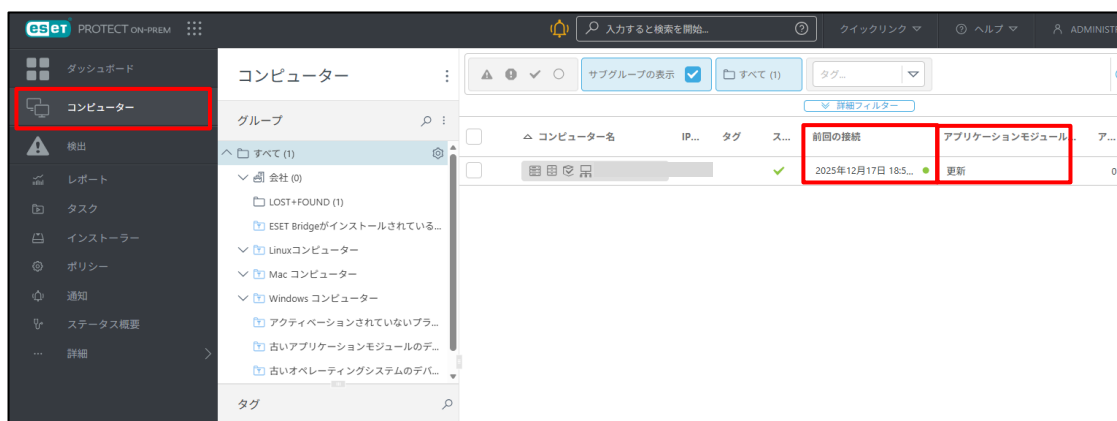 eset PROTECT ON-PREM
入力すると検索を開始...
クイックリンク
ヘルプ
ADMINISTR
ダッシュボード
コンピューター
検出
レポート
タスク
インストーラー
ポリシー
通知
ステータス概要
詳細
コンピューター
グループ
すべて (1)
会社 (0)
LOST+FOUND (1)
ESET Bridgeがインストールされている...
Linuxコンピューター
Mac コンピューター
Windows コンピューター
アクティベーションされていないプラ...
古いアプリケーションモジュールのデ...
古いオペレーティングシステムのデバ...
タグ
サブグループの表示
すべて (1)
タグ...
詳細フィルター
コンピューター名 IP... タグ ス... 前回の接続 アプリケーションモジュール... ア...
2025年12月17日 18:5... 更新 0